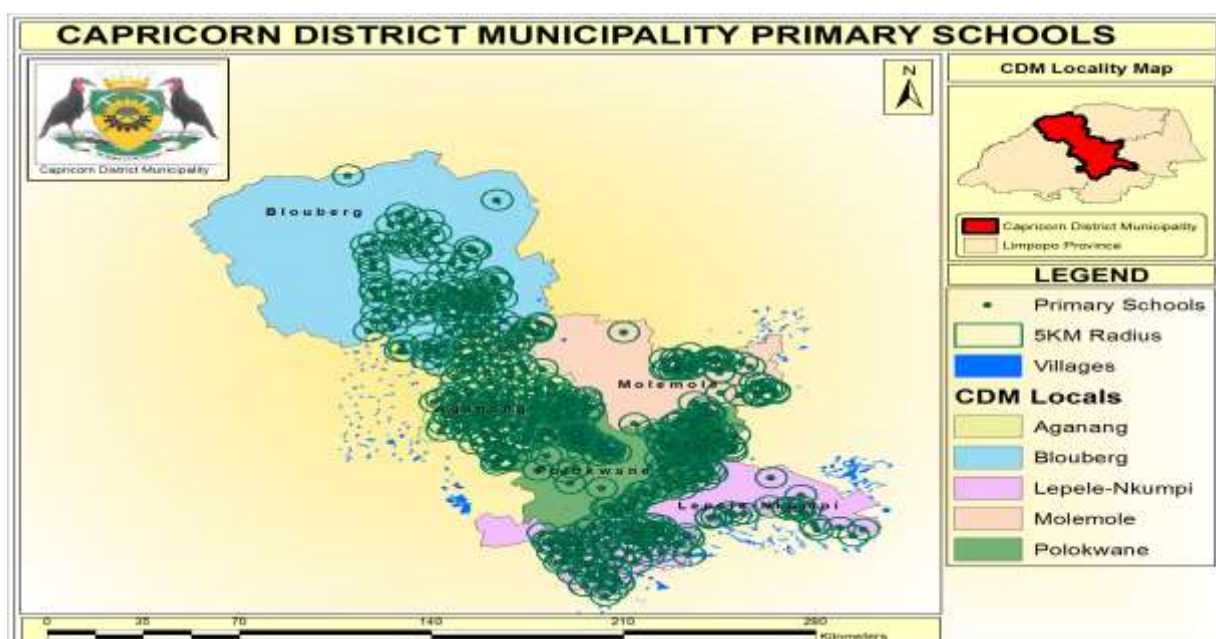 CAPRICORN DISTRICT MUNICIPALITY PRIMARY SCHOOLS
Capricorn District Municipality
N
CDM Locality Map
Capricorn District Municipality
Limpopo Province
LEGEND
Primary Schools
5KM Radius
Villages
CDM Locals
Aganang
Blouberg
Lepele-Nkumpi
Molemole
Polokwane
Blouberg
Molemole
Aganang
Polokwane
Lepele-Nkumpi
0 35 70 140 210 280
Kilometers